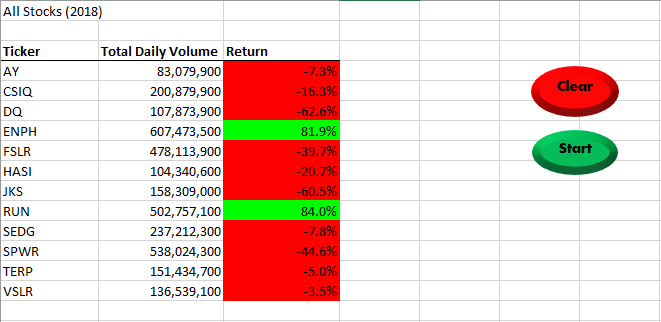 All Stocks (2018)
Ticker Total Daily Volume Return
AY 83,079,900 -7.3%
CSIQ 200,879,900 -16.3%
DQ 107,873,900 -62.6%
ENPH 607,473,500 81.9%
FSLR 478,113,900 -39.7%
HASI 104,340,600 -20.7%
JKS 158,309,000 -60.5%
RUN 502,757,100 84.0%
SEDG 237,212,300 -7.8%
SPWR 538,024,300 -44.6%
TERP 151,434,700 -5.0%
VSLR 136,539,100 -3.5%
Clear
Start